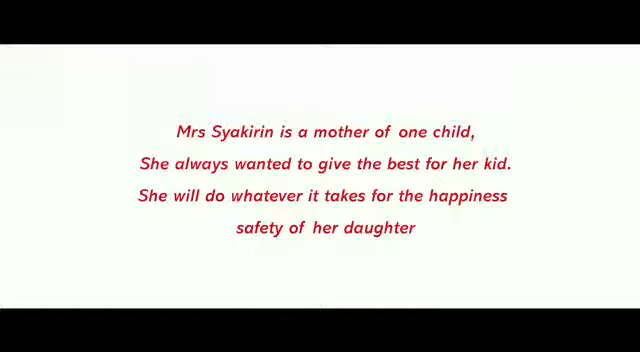 Mrs Syakirin is a mother of one child,
She always wanted to give the best for her kid.
She will do whatever it takes for the happiness
safety of her daughter